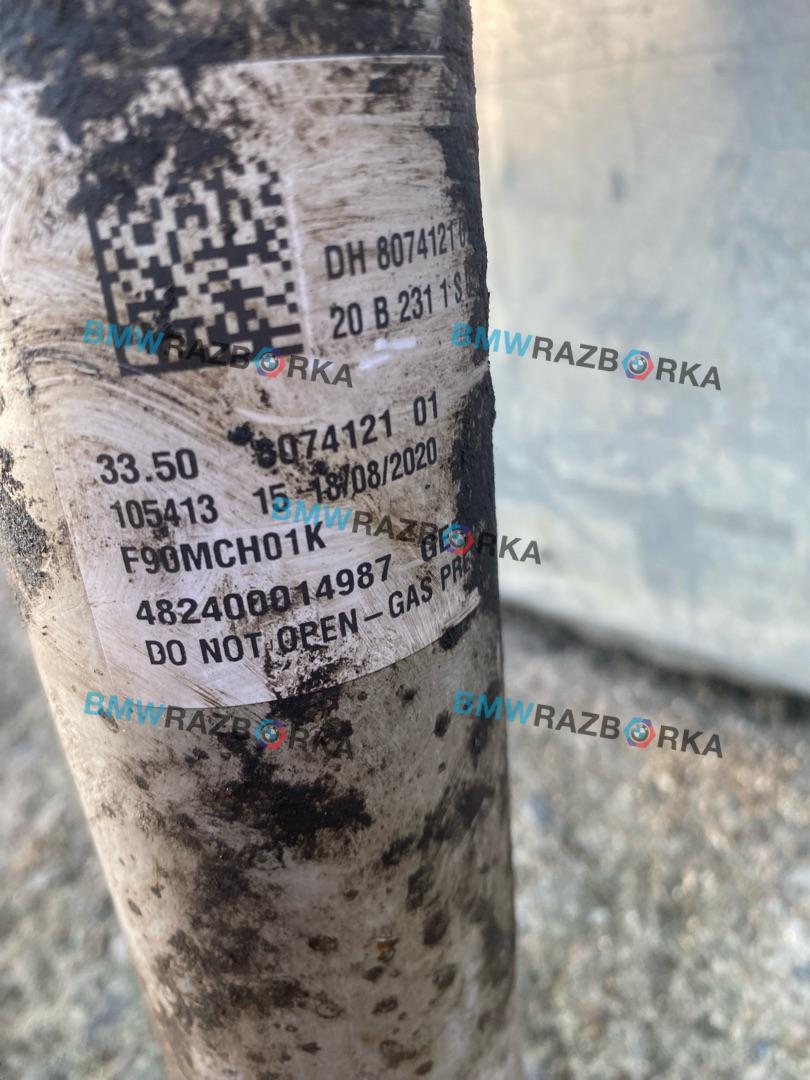 DH 8074121
20 B 231 1 S
BMWRAZBORKA BMWRAZBORKA
33.50 8074121 01
105413 15 18/08/2020
BMWRAZBORKA
F90MCH01K
482400014987
DO NOT OPEN-GAS
BMWRAZBORKA BMWRAZBORKA